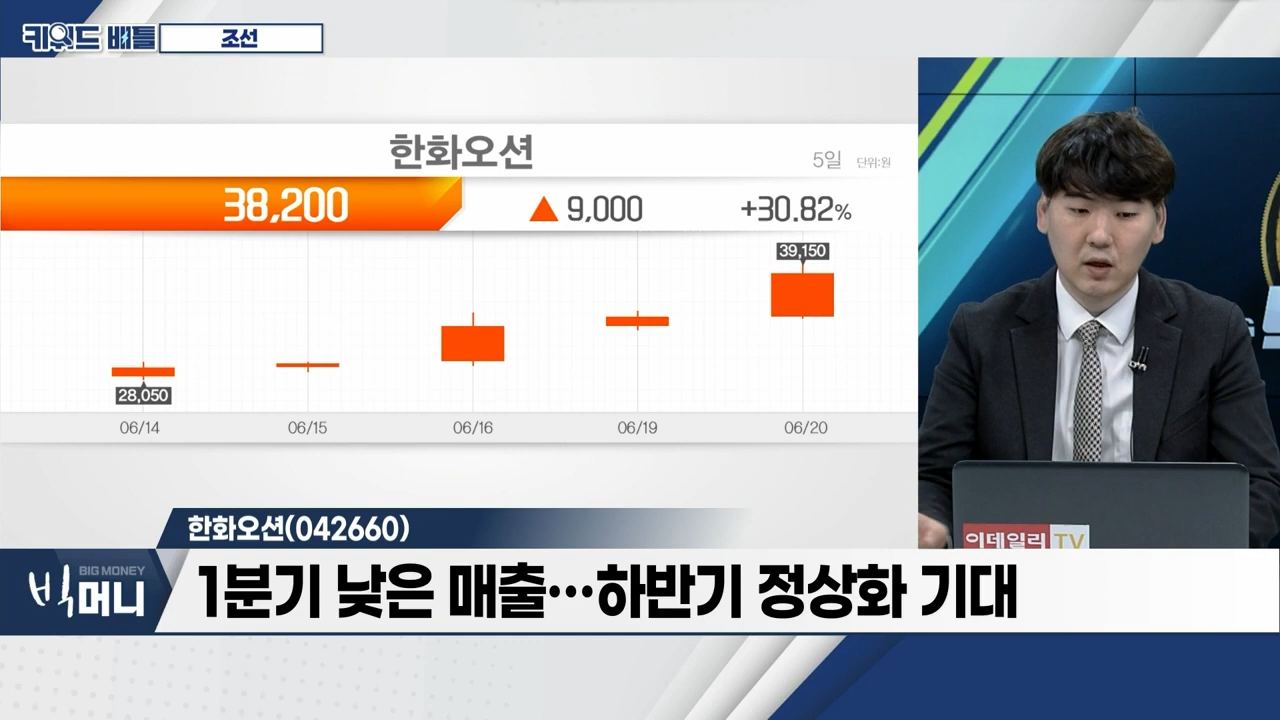 키워드 배틀
조선
한화오션
5일 단위:원
38,200 ▲ 9,000 +30.82%
39,150
28,050
06/14 06/15 06/16 06/19 06/20
이데일리 TV
한화오션(042660)
BIG MONEY
빅머니
1분기 낮은 매출…하반기 정상화 기대